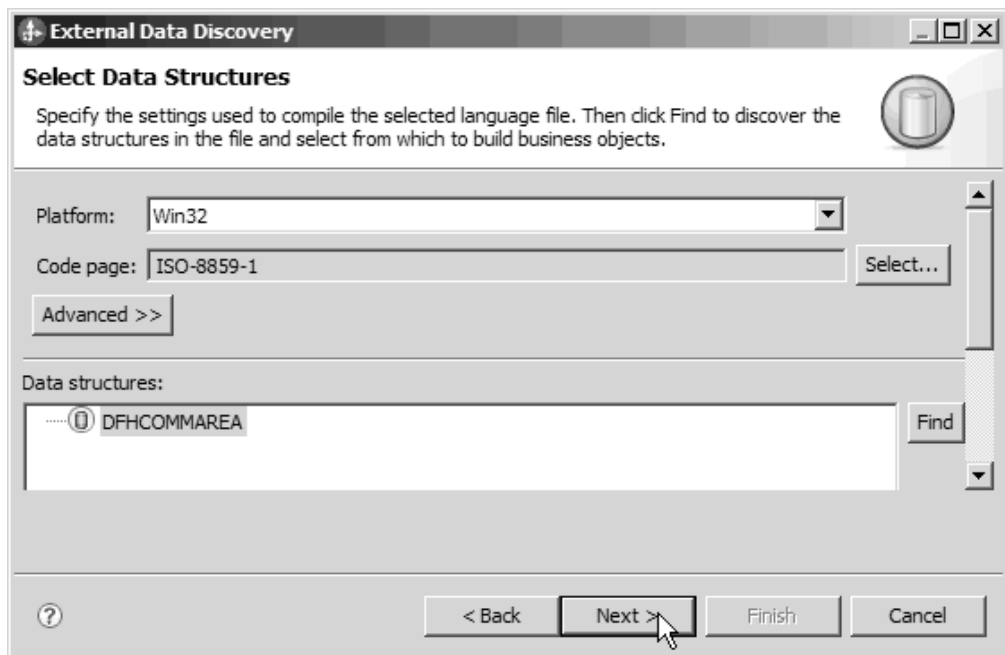 External Data Discovery
Select Data Structures
Specify the settings used to compile the selected language file. Then click Find to discover the
data structures in the file and select from which to build business objects.
Platform: Win32
Code page: ISO-8859-1 Select...
Advanced >>
Data structures:
DFHCOMMAREA Find
? < Back Next > Finish Cancel